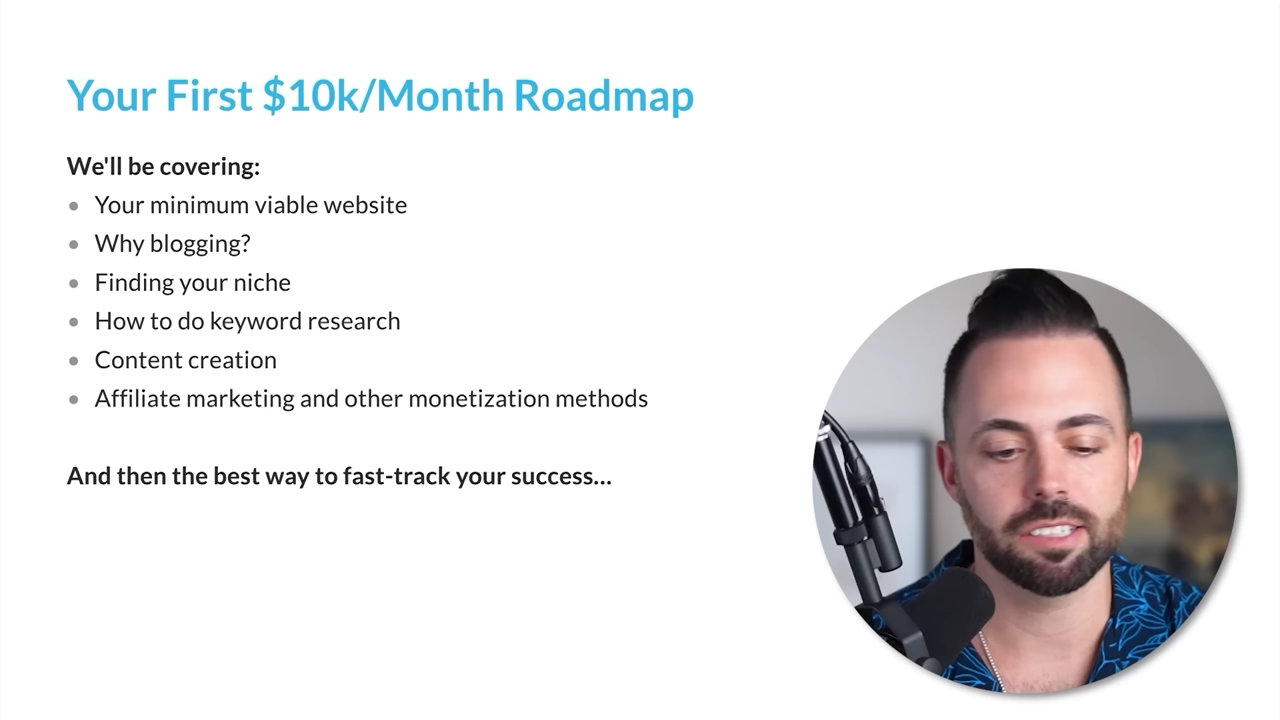 Your First $10k/Month Roadmap
We'll be covering:
• Your minimum viable website
• Why blogging?
• Finding your niche
• How to do keyword research
• Content creation
• Affiliate marketing and other monetization methods
And then the best way to fast-track your success...